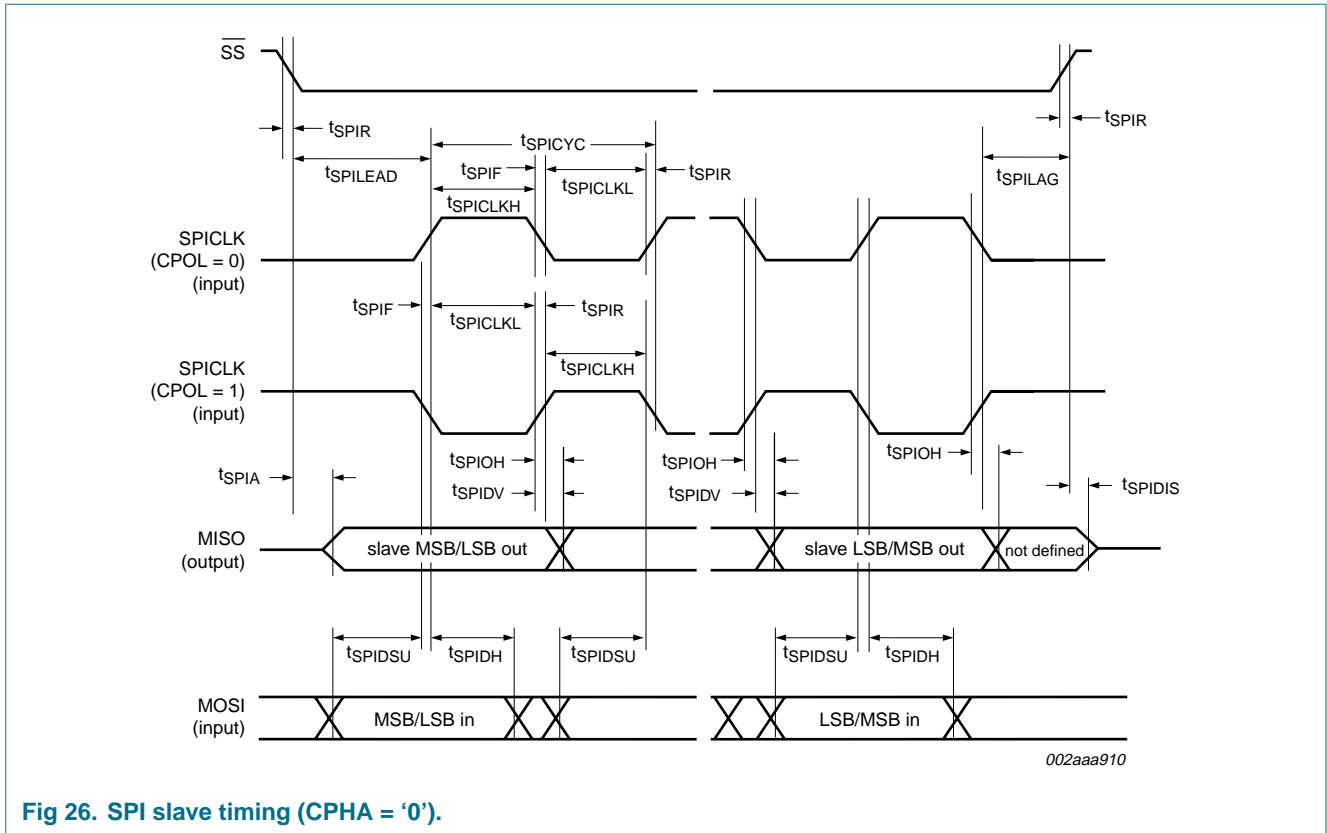 SS
tSPIR
tSPIR
tSPICYC
tSPILEAD
tSPIF
tSPICLKL
tSPIR
tSPILAG
tSPICLKH
SPICLK
(CPOL = 0)
(input)
tSPIF
tSPICLKL
tSPIR
tSPICLKH
SPICLK
(CPOL = 1)
(input)
tSPIOH
tSPIOH
tSPIOH
tSPIA
tSPIDV
tSPIDV
tSPIDIS
MISO
(output)
slave MSB/LSB out
slave LSB/MSB out
not defined
tSPIDSU
tSPIDH
tSPIDSU
tSPIDSU
tSPIDH
MOSI
(input)
MSB/LSB in
LSB/MSB in
002aaa910
Fig 26. SPI slave timing (CPHA = ‘0’).